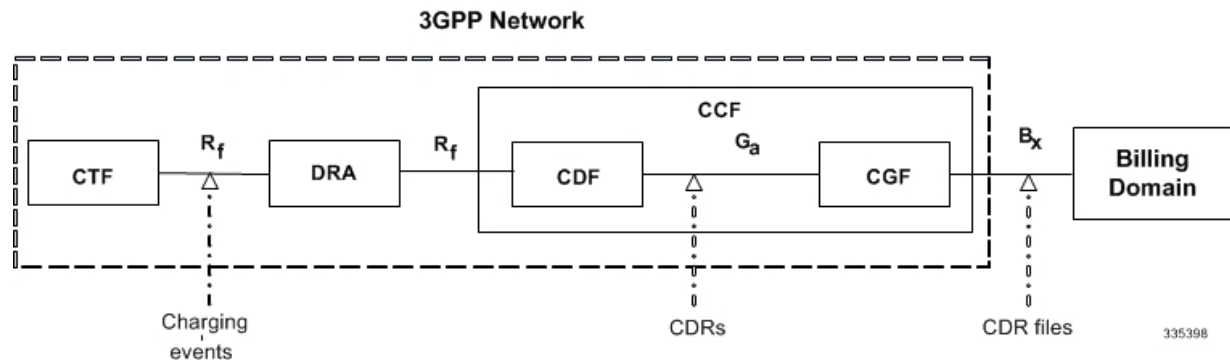 3GPP Network
CCF
Rf
Rf
Ga
Bx
CTF
DRA
CDF
CGF
Billing
Domain
Charging
events
CDRs
CDR files
335398